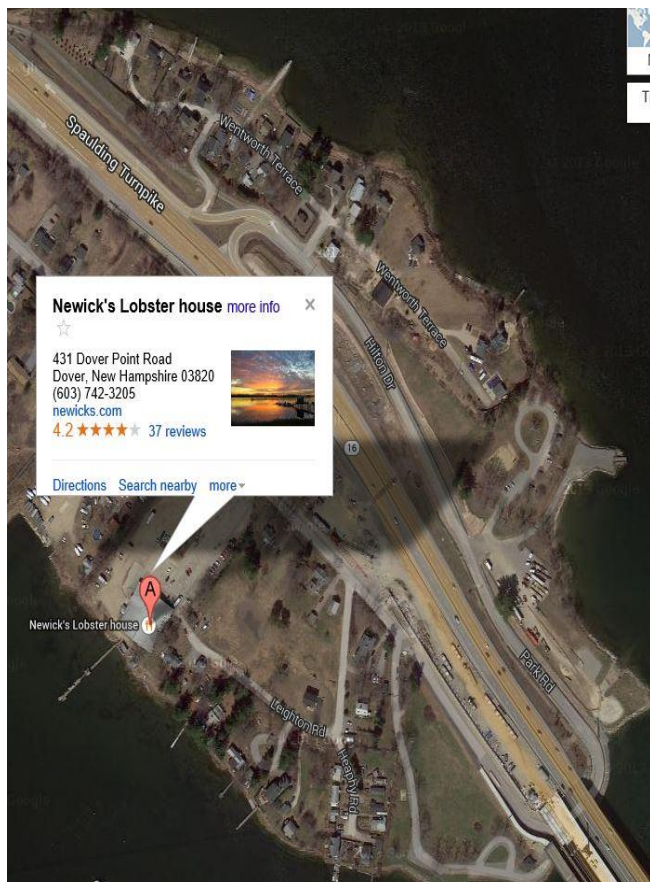 Spaulding Turnpike
Wentworth Terrace
Wentworth Terrace
Hilton Dr
Newick's Lobster house more info
431 Dover Point Road
Dover, New Hampshire 03820
(603) 742-3205
newicks.com
4.2 37 reviews
Directions Search nearby more
16
A
Newick's Lobster house
Park Rd
Leighton Rd
Heaphy Rd